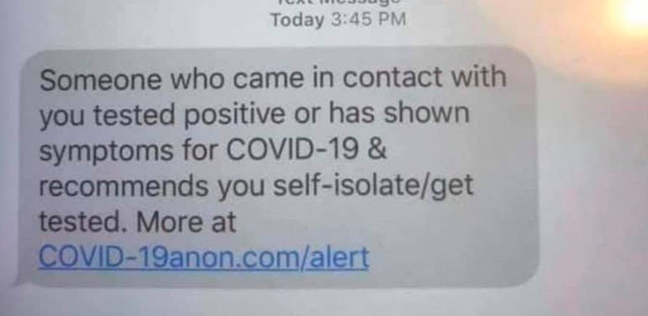 Today 3:45 PM
Someone who came in contact with
you tested positive or has shown
symptoms for COVID-19 &
recommends you self-isolate/get
tested. More at
COVID-19anon.com/alert